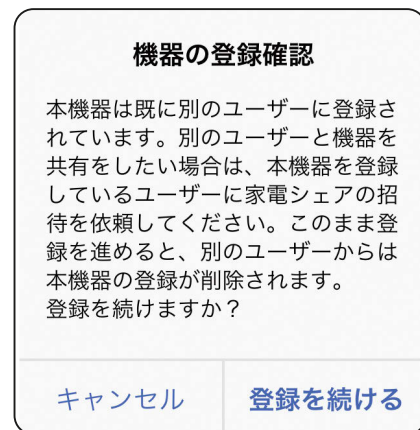 機器の登録確認
本機器は既に別のユーザーに登録さ
れています。別のユーザーと機器を
共有をしたい場合は、本機器を登録
しているユーザーに家電シェアの招
待を依頼してください。このまま登
録を進めると、別のユーザーからは
本機器の登録が削除されます。
登録を続けますか？
キャンセル
登録を続ける